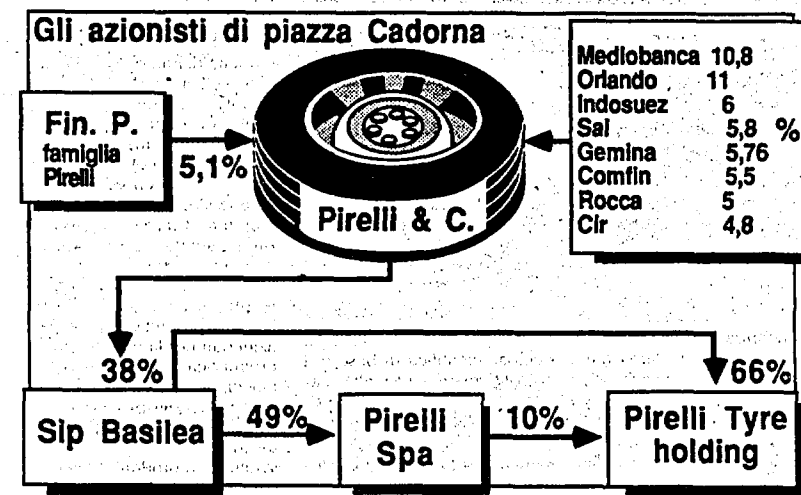 Gli azionisti di piazza Cadorna
Fin. P.
famiglia
Pirelli
5,1%
Pirelli & C.
Mediobanca 10,8
Orlando 11
Indosuez 6
Sai 5,8 %
Gemina 5,76
Comfin 5,5
Rocca 5
Cir 4,8
38%
66%
Sip Basilea
49%
Pirelli
Spa
10%
Pirelli Tyre
holding